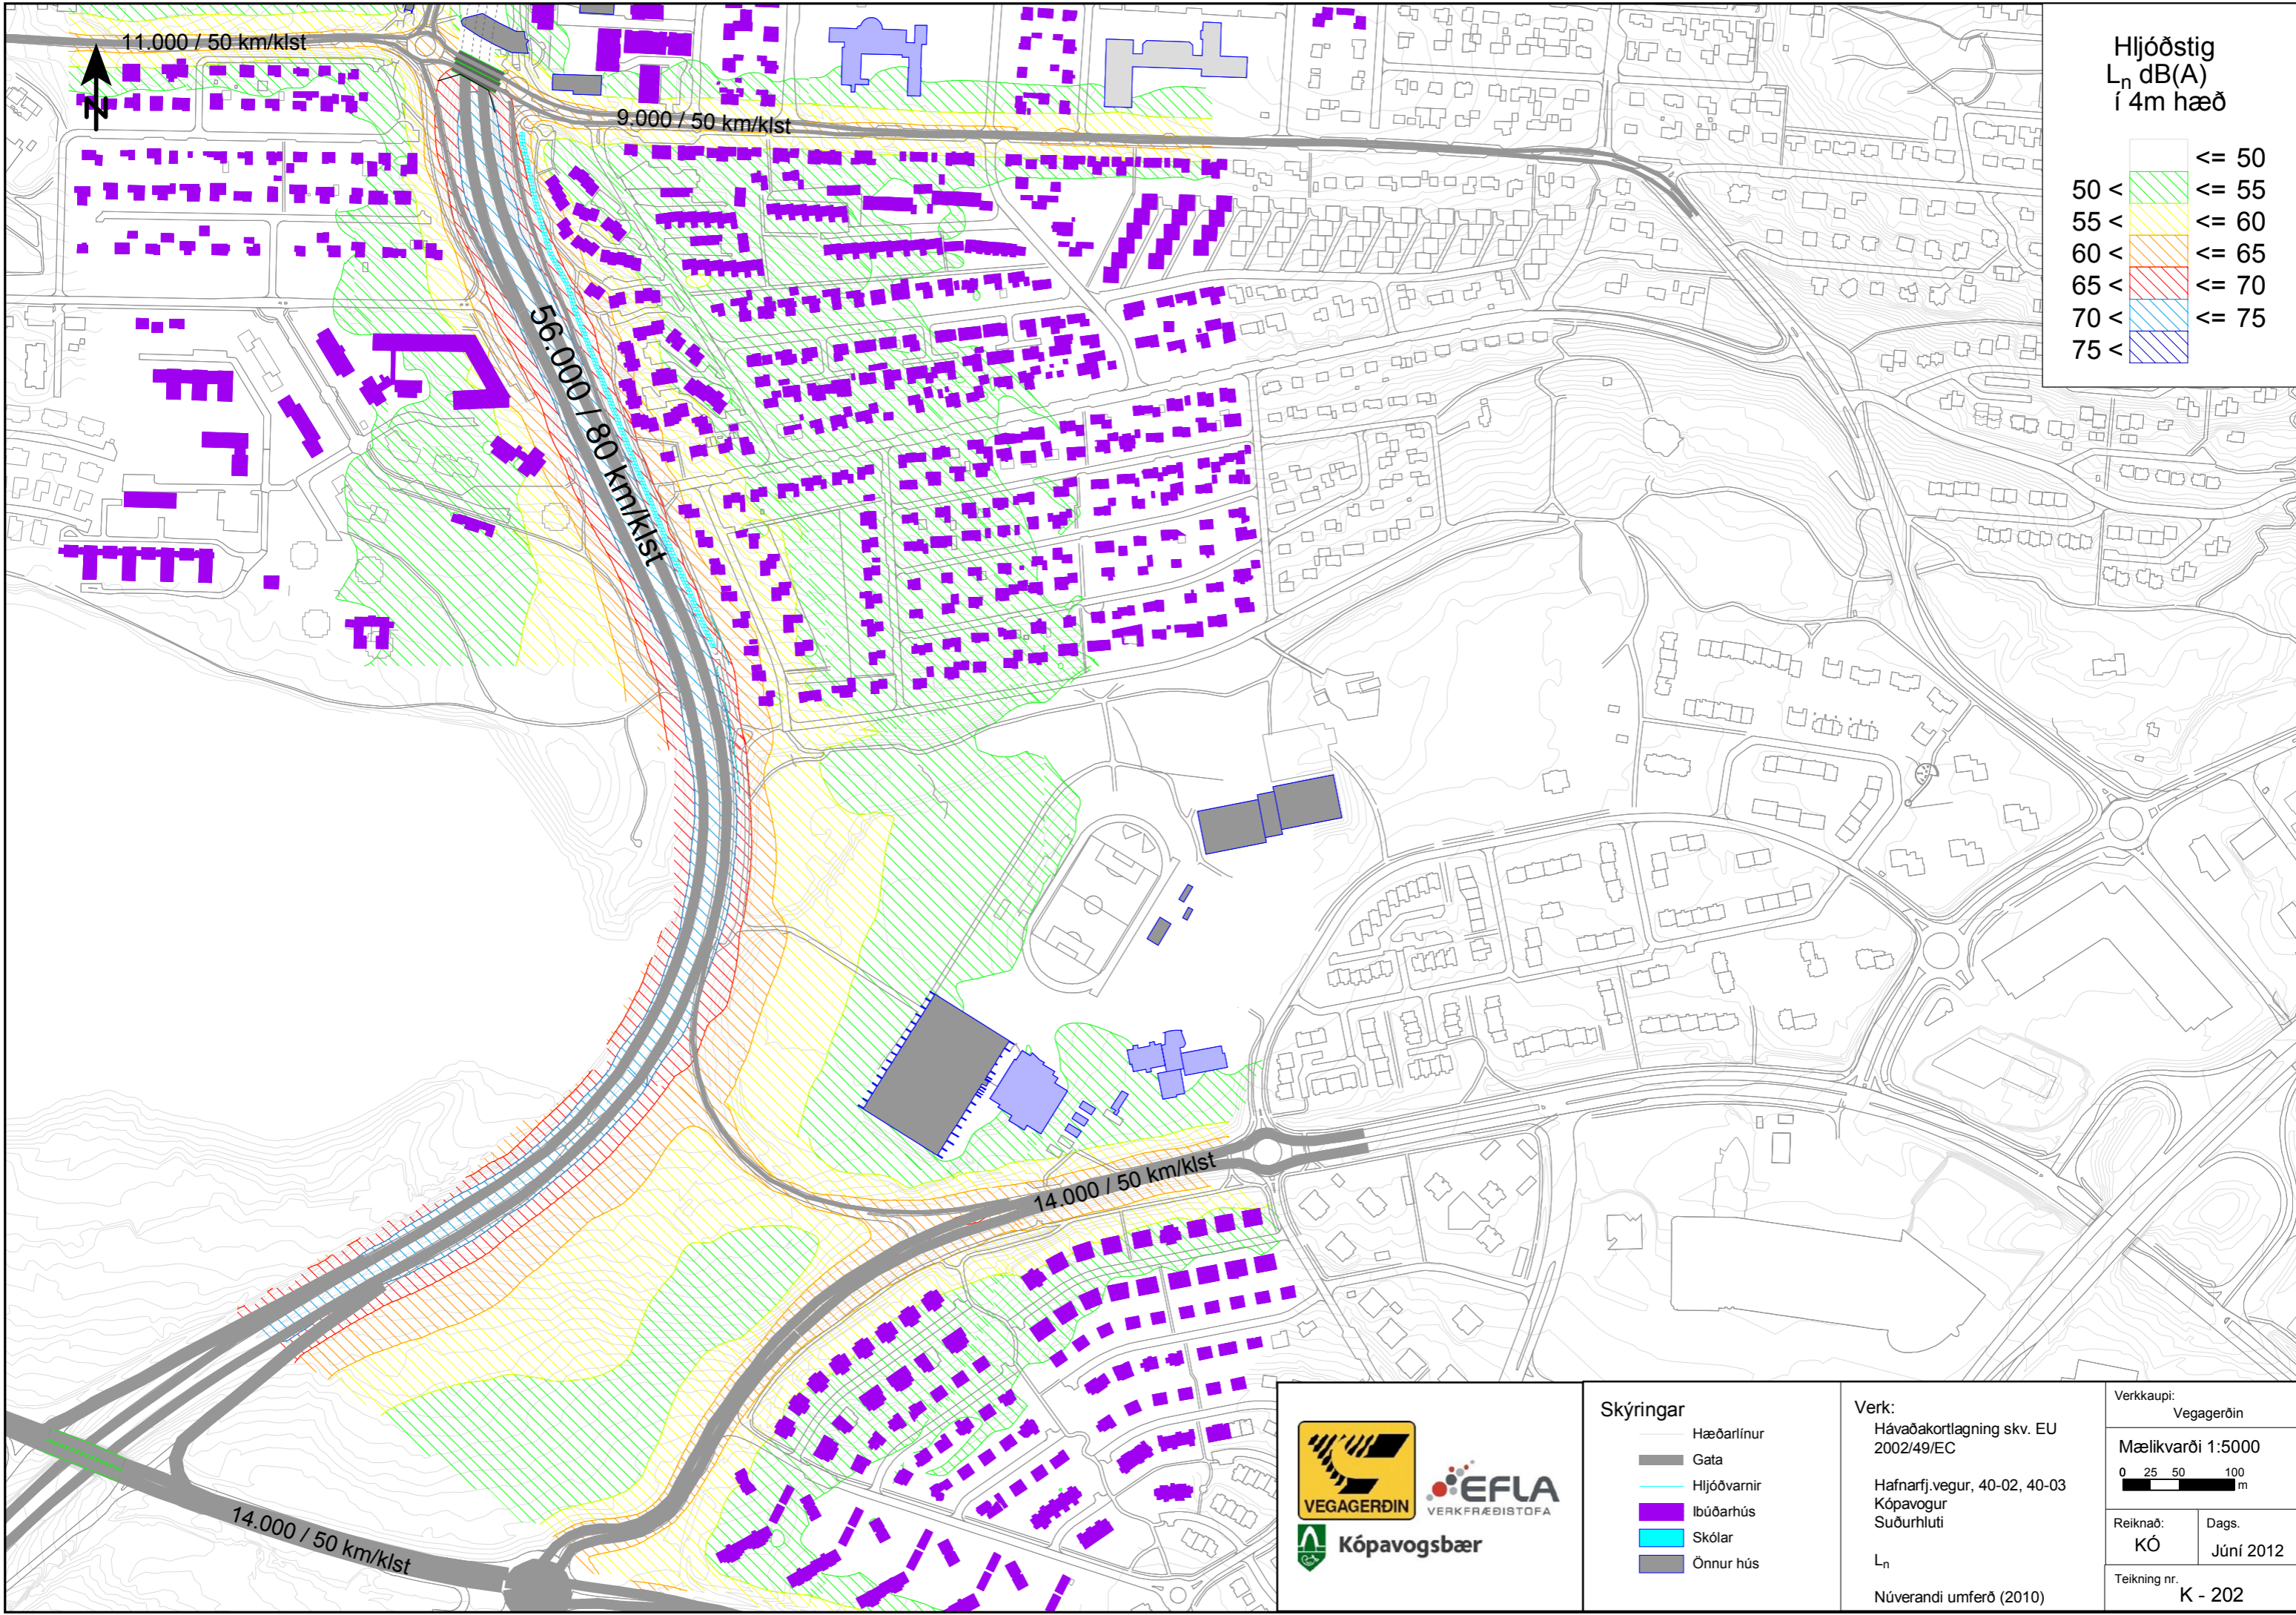 11.000 / 50 km/klst
N
9.000 / 50 km/klst
56.000 / 80 km/klst
14.000 / 50 km/klst
14.000 / 50 km/klst
Hljóðstig
Ln dB(A)
í 4m hæð
<= 50
50 < <= 55
55 < <= 60
60 < <= 65
65 < <= 70
70 < <= 75
75 <
VEGAGERÐIN
EFLA
VERKFRÆÐISTOFA
Kópavogsbær
Skýringar
Hæðarlínur
Gata
Hljóðvarnir
Íbúðarhús
Skólar
Önnur hús
Verk:
Hávaðakortlagning skv. EU
2002/49/EC
Hafnarfj.vegur, 40-02, 40-03
Kópavogur
Suðurhluti
Ln
Núverandi umferð (2010)
Verkkaupi:
Vegagerðin
Mælikvarði 1:5000
0 25 50 100
m
Reiknað:
KÓ
Dags.
Júní 2012
Teikning nr.
K - 202